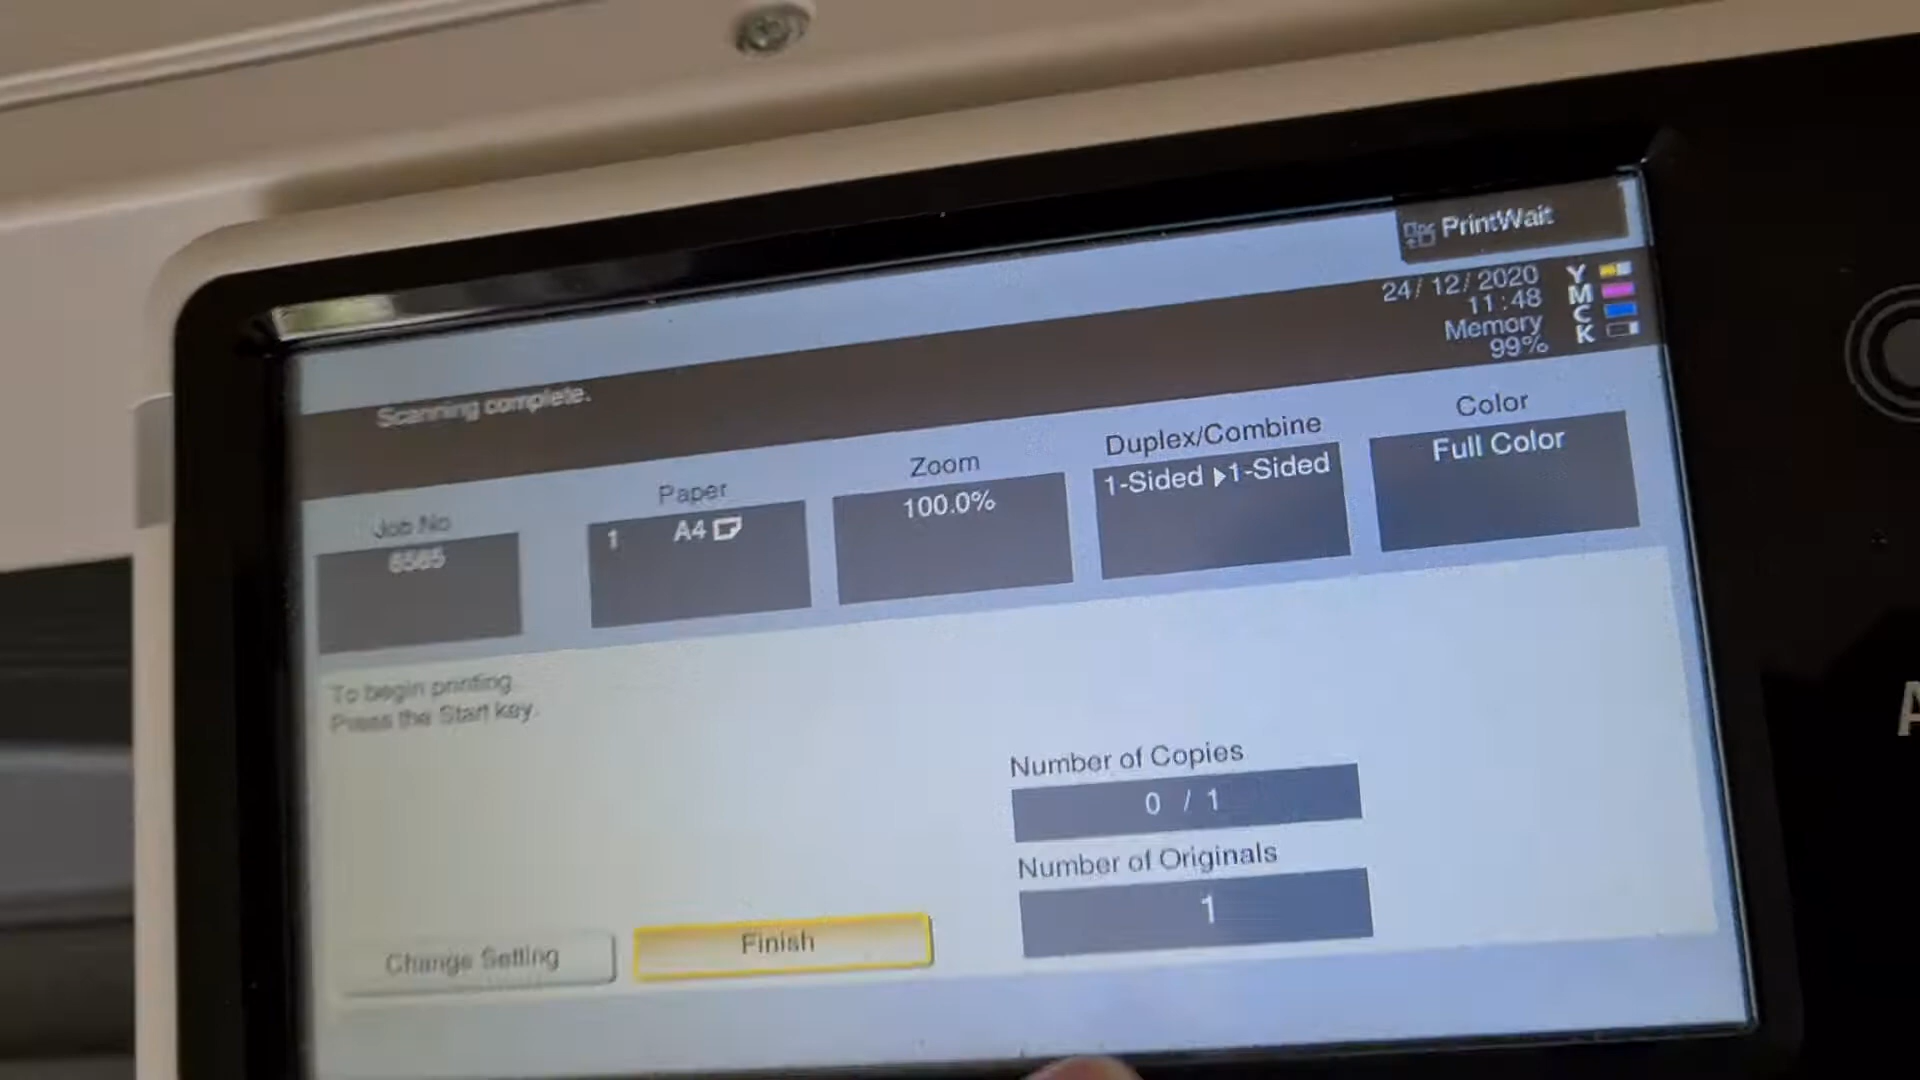 PrintWait
24/12/2020
11:48
Memory
99%
Y
M
C
K
Scanning complete.
Job No
Paper
1 A4
Zoom
100.0%
Duplex/Combine
1-Sided ▶1-Sided
Color
Full Color
To begin printing
Press the Start key.
Number of Copies
0 / 1
Number of Originals
1
Change Setting
Finish